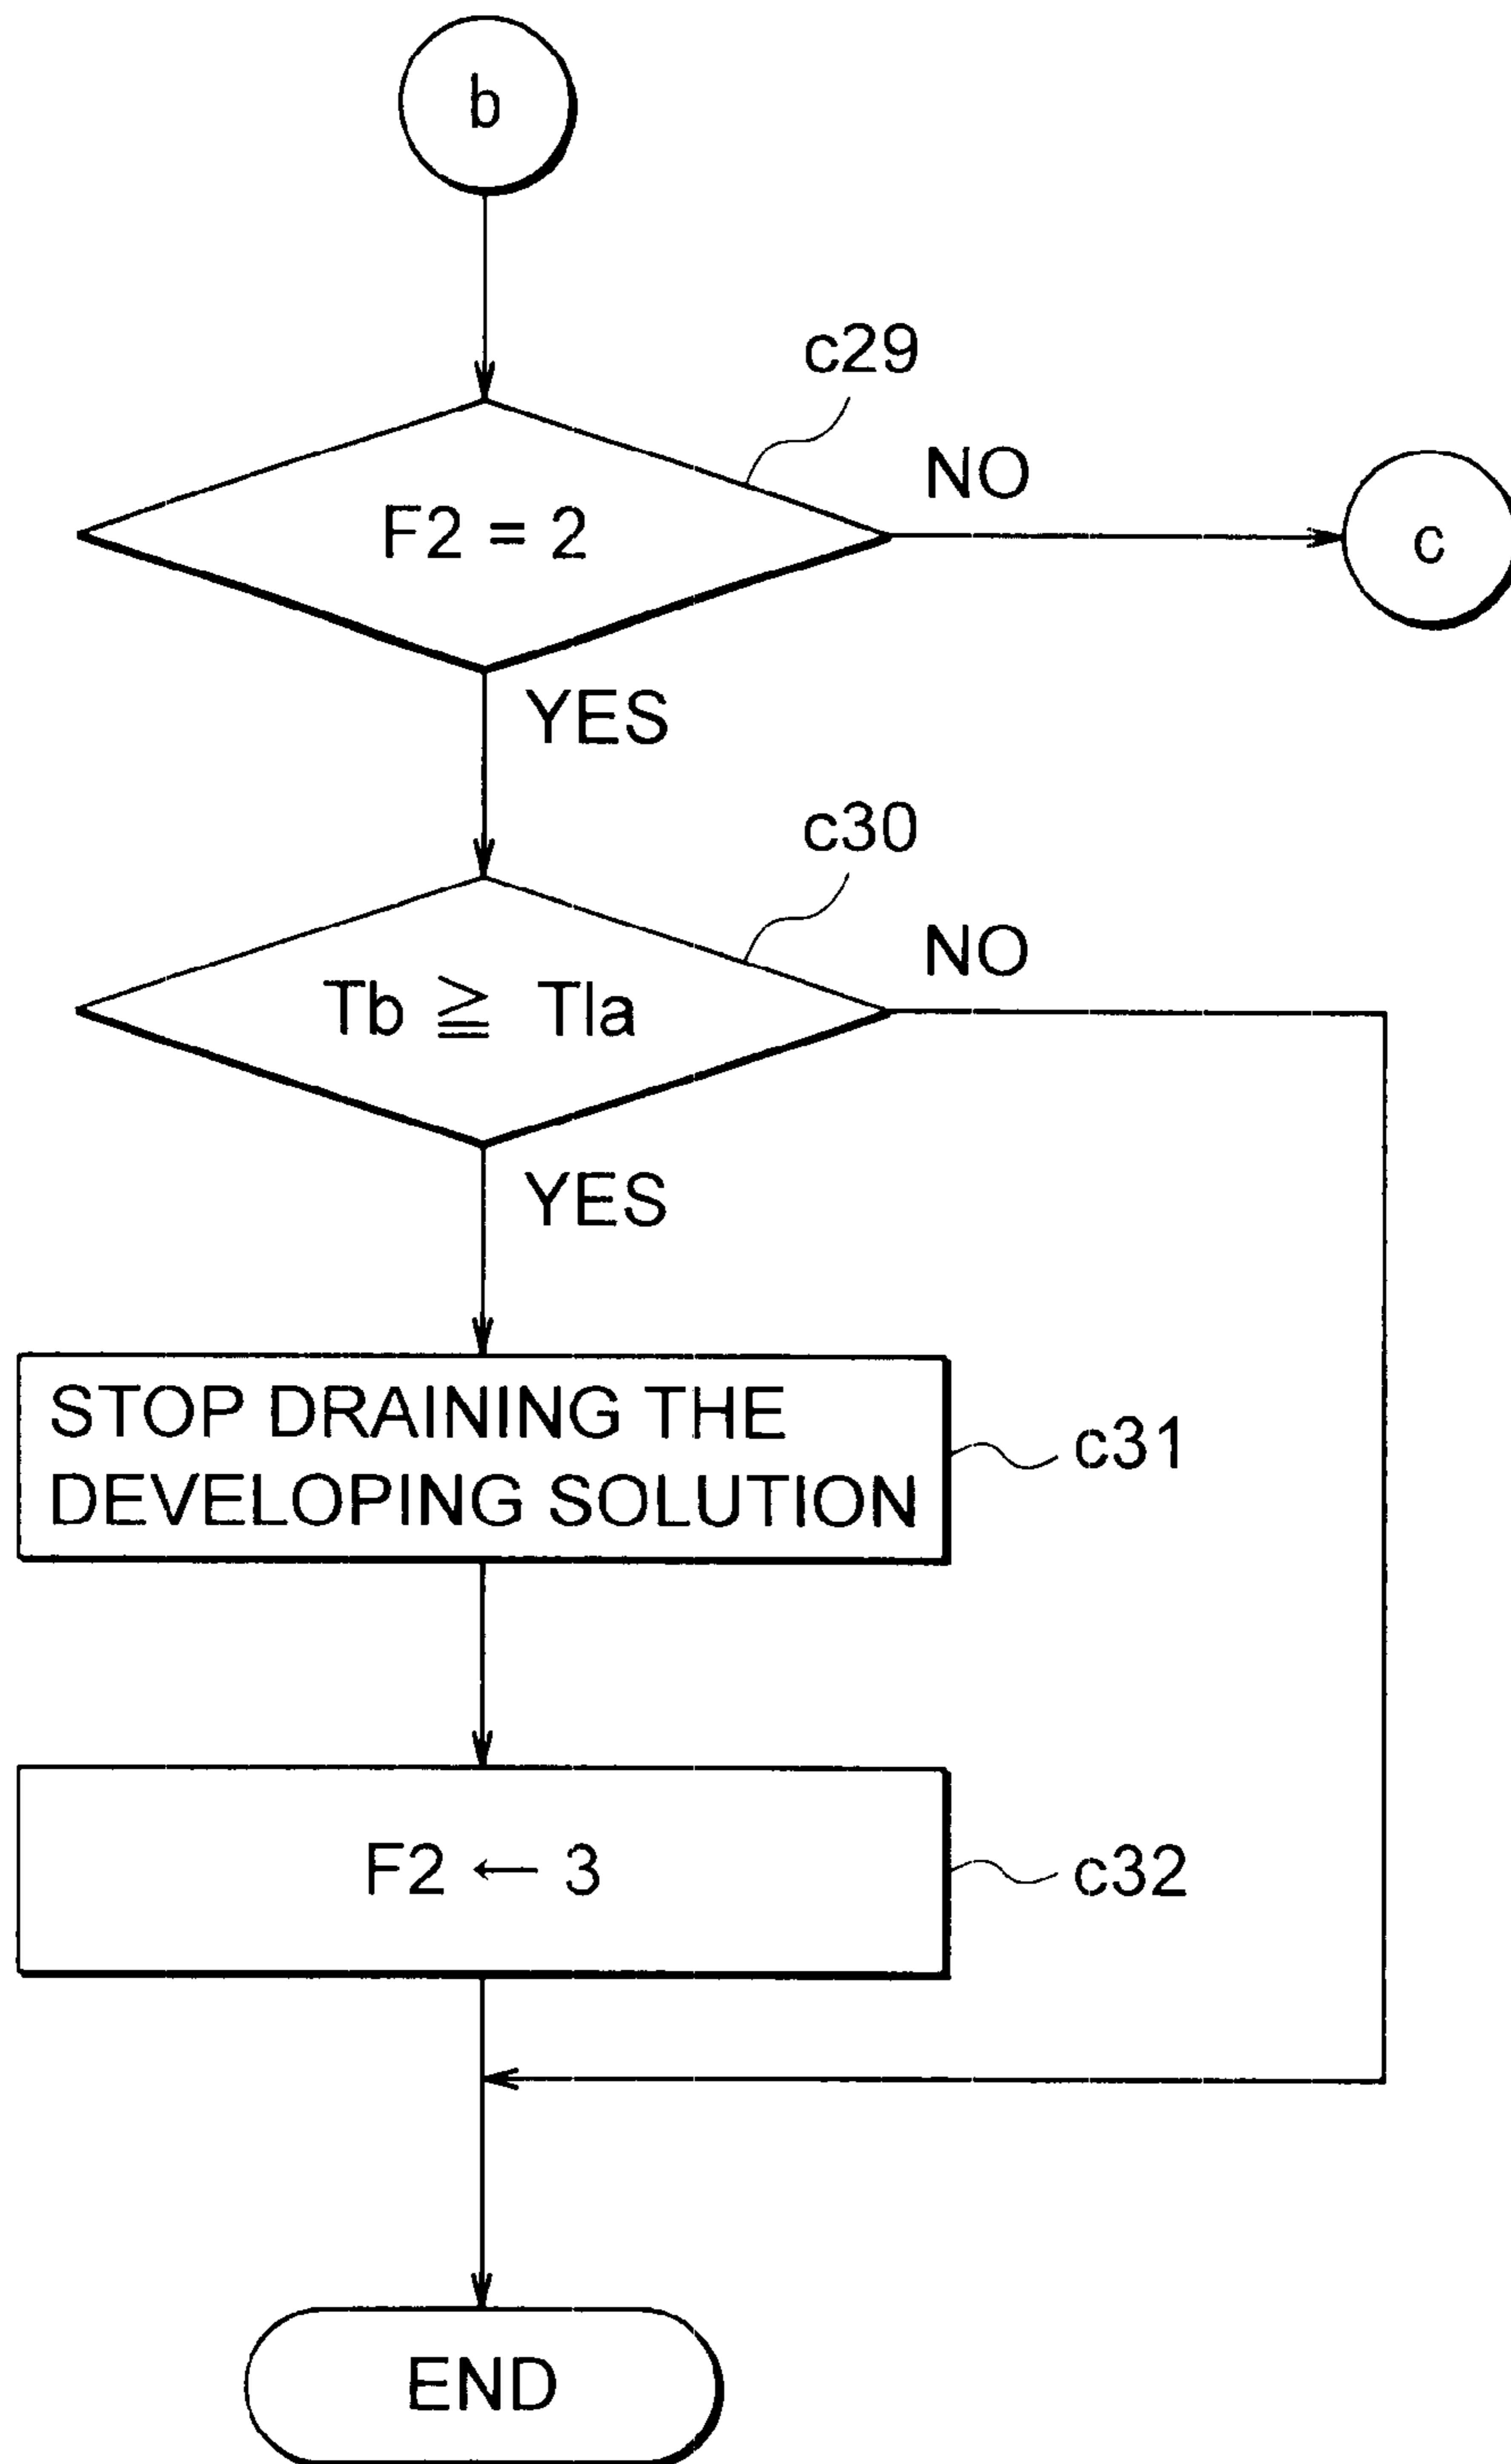 b
c29
F2 = 2
NO
c
YES
c30
Tb ≧ Tla
NO
YES
STOP DRAINING THE
DEVELOPING SOLUTION
c31
F2 ← 3
c32
END